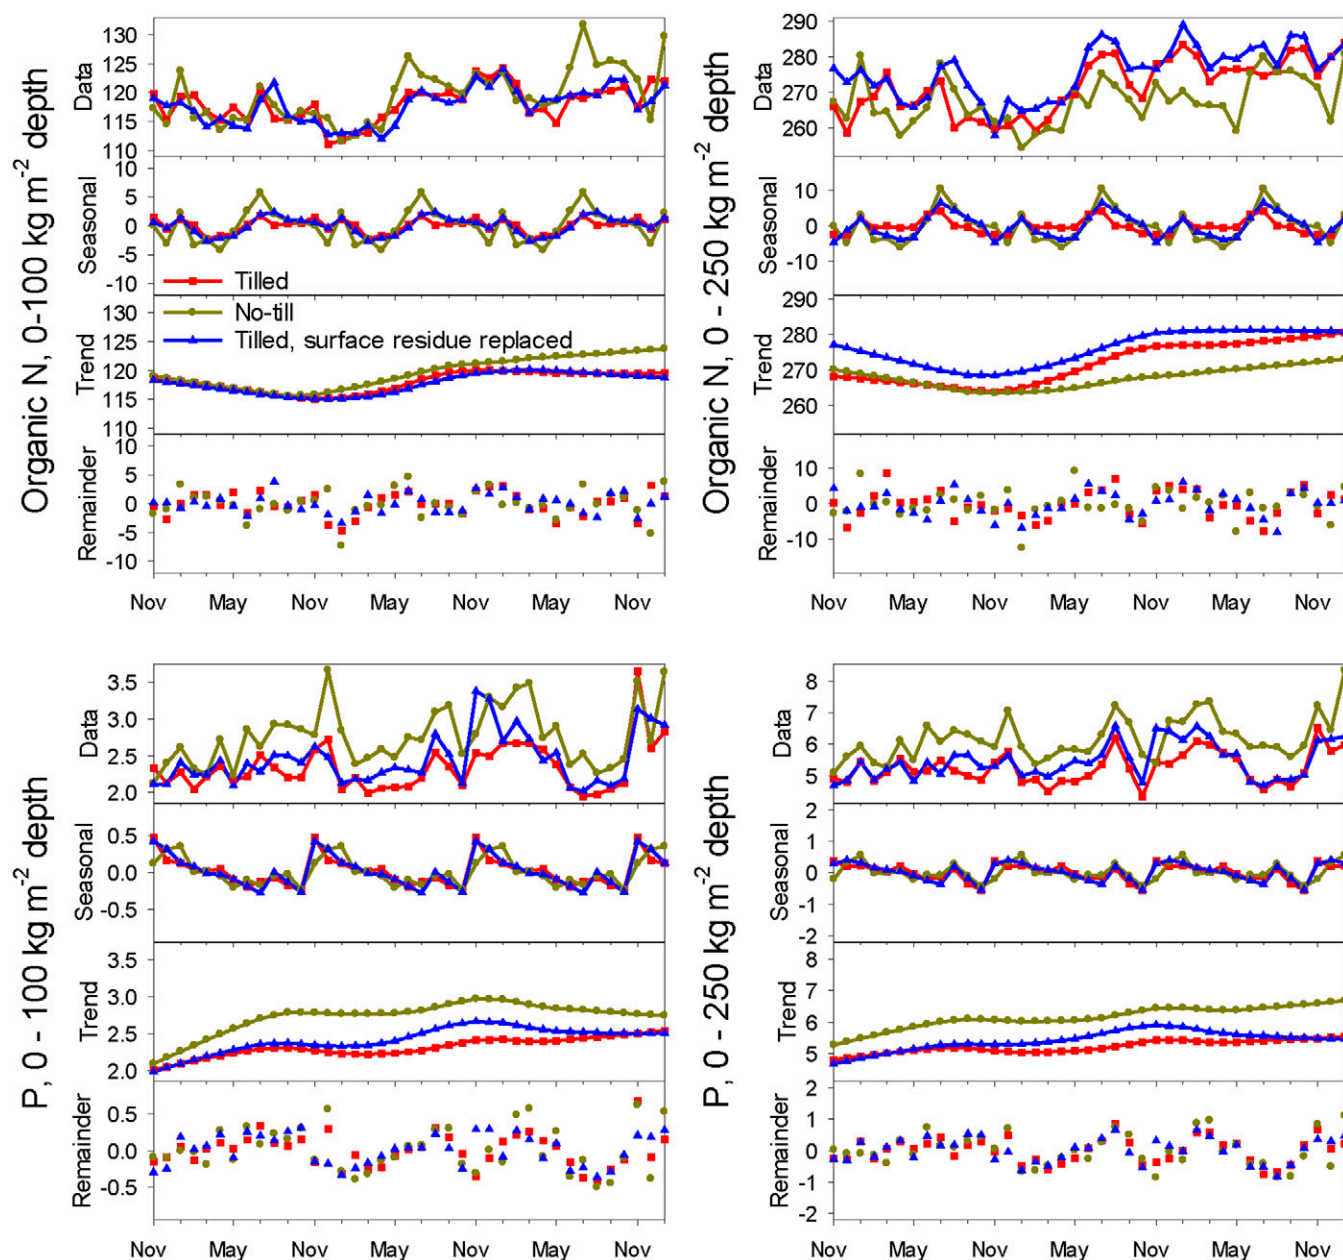 Organic N, 0-100 kg m-2 depth
Data
130
125
120
115
110
Seasonal
10
5
0
-5
-10
Tilled
No-till
Tilled, surface residue replaced
Trend
130
125
120
115
110
Remainder
10
5
0
-5
-10
Nov May Nov May Nov May Nov
Organic N, 0 - 250 kg m-2 depth
Data
290
280
270
260
Seasonal
10
0
-10
Trend
290
280
270
260
Remainder
10
0
-10
Nov May Nov May Nov May Nov
P, 0 - 100 kg m-2 depth
Data
3.5
3.0
2.5
2.0
Seasonal
0.5
0.0
-0.5
Trend
3.5
3.0
2.5
2.0
Remainder
0.5
0.0
-0.5
Nov May Nov May Nov May Nov
P, 0 - 250 kg m-2 depth
Data
8
7
6
5
Seasonal
2
1
0
-1
-2
Trend
8
7
6
5
Remainder
2
1
0
-1
-2
Nov May Nov May Nov May Nov